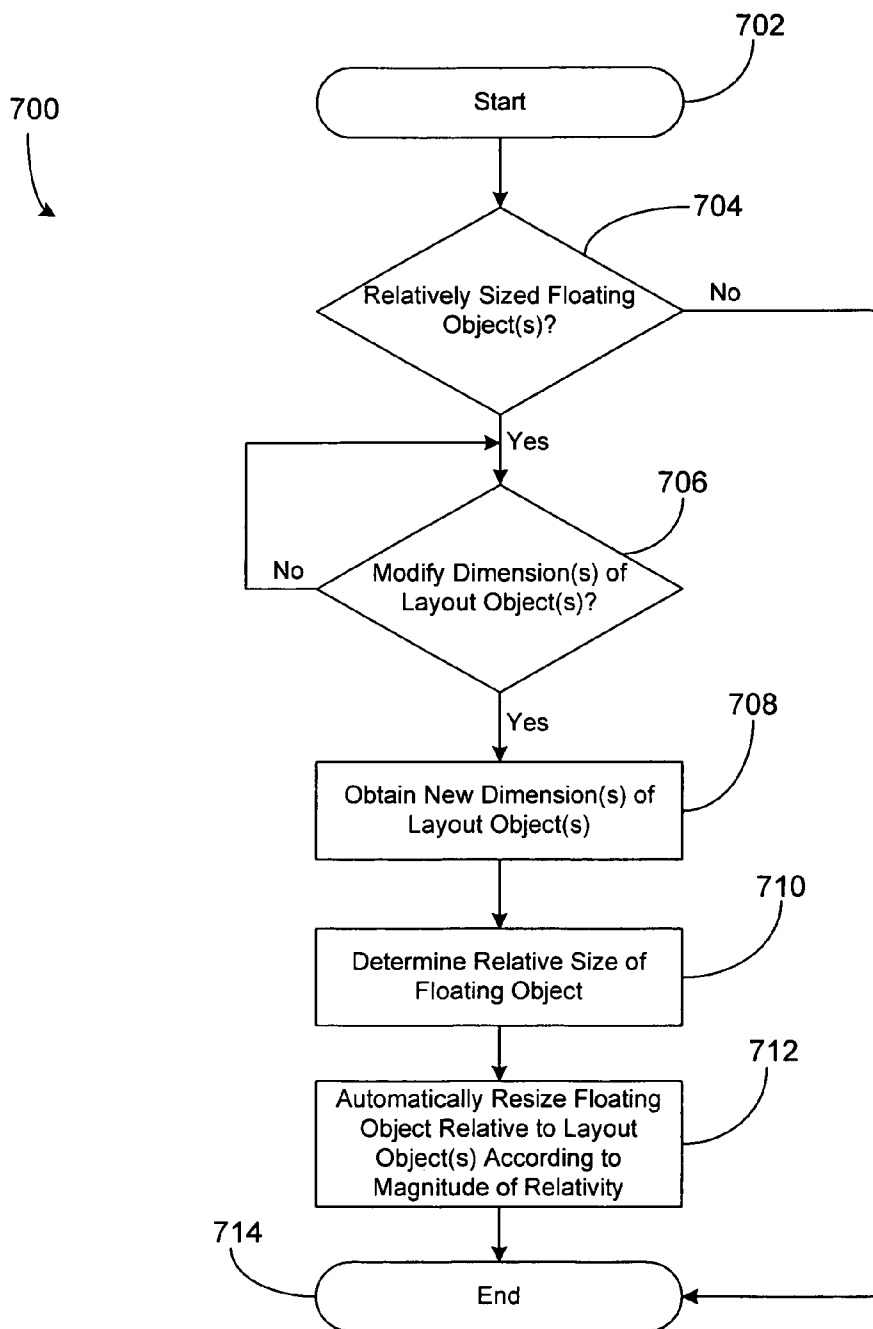 702
Start
700
704
Relatively Sized Floating
Object(s)?
No
Yes
706
No
Modify Dimension(s) of
Layout Object(s)?
Yes
708
Obtain New Dimension(s) of
Layout Object(s)
710
Determine Relative Size of
Floating Object
712
Automatically Resize Floating
Object Relative to Layout
Object(s) According to
Magnitude of Relativity
714
End